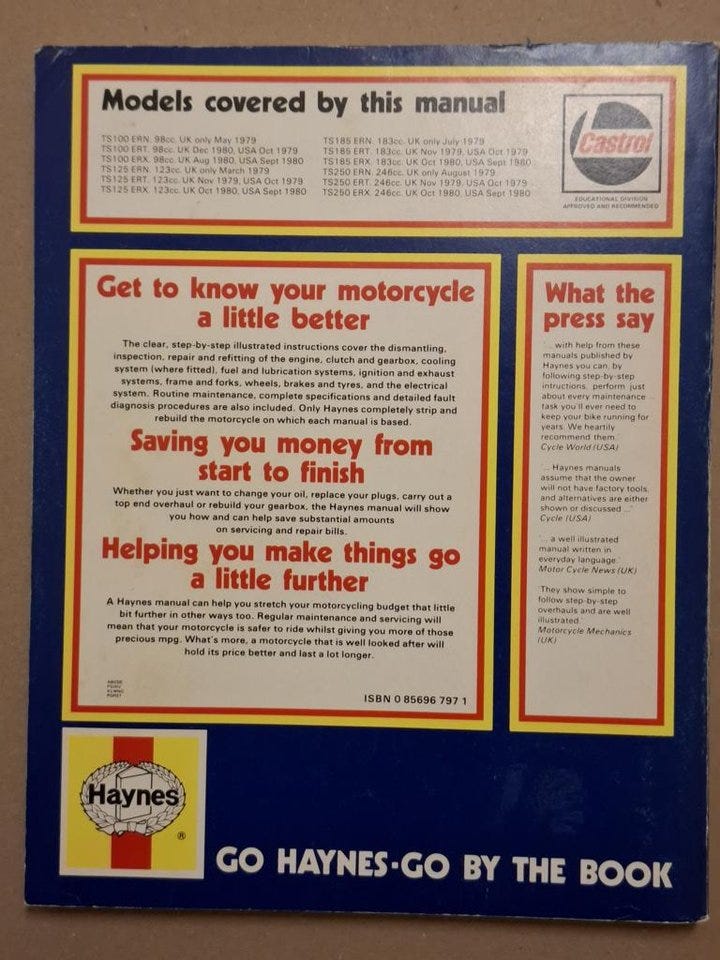 Models covered by this manual
TS100 ERN. 98cc. UK only May 1979
TS100 ERT. 98cc. UK Dec 1980, USA Oct 1979
TS100 ERX. 98cc. UK Aug 1980, USA Sept 1980
TS125 ERN. 123cc. UK only March 1979
TS125 ERT. 123cc. UK Nov 1979, USA Oct 1979
TS125 ERX. 123cc. UK Oct 1980, USA Sept 1980
TS185 ERN. 183cc. UK only July 1979
TS185 ERT. 183cc. UK Nov 1979, USA Oct 1979
TS185 ERX. 183cc. UK Oct 1980, USA Sept 1980
TS250 ERN. 246cc. UK only August 1979
TS250 ERT. 246cc. UK Nov 1979, USA Oct 1979
TS250 ERX. 246cc. UK Oct 1980, USA Sept 1980
Castrol
EDUCATIONAL DIVISION
APPROVED AND RECOMMENDED
Get to know your motorcycle
a little better
The clear, step-by-step illustrated instructions cover the dismantling,
inspection, repair and refitting of the engine, clutch and gearbox, cooling
system (where fitted), fuel and lubrication systems, ignition and exhaust
systems, frame and forks, wheels, brakes and tyres, and the electrical
system. Routine maintenance, complete specifications and detailed fault
diagnosis procedures are also included. Only Haynes completely strip and
rebuild the motorcycle on which each manual is based.
Saving you money from
start to finish
Whether you just want to change your oil, replace your plugs, carry out a
top end overhaul or rebuild your gearbox, the Haynes manual will show
you how and can help save substantial amounts
on servicing and repair bills.
Helping you make things go
a little further
A Haynes manual can help you stretch your motorcycling budget that little
bit further in other ways too. Regular maintenance and servicing will
mean that your motorcycle is safer to ride whilst giving you more of those
precious mpg. What's more, a motorcycle that is well looked after will
hold its price better and last a lot longer.
ISBN 0 85696 797 1
What the
press say
'... with help from these
manuals published by
Haynes you can, by
following step-by-step
intructions, perform just
about every maintenance
task you'll ever need to
keep your bike running for
years. We heartily
recommend them.'
Cycle World (USA)
'... Haynes manuals
assume that the owner
will not have factory tools,
and alternatives are either
shown or discussed ...'
Cycle (USA)
'... a well illustrated
manual written in
everyday language.'
Motor Cycle News (UK)
'They show simple to
follow step-by-step
overhauls and are well
illustrated.'
Motorcycle Mechanics
(UK)
Haynes
®
GO HAYNES·GO BY THE BOOK